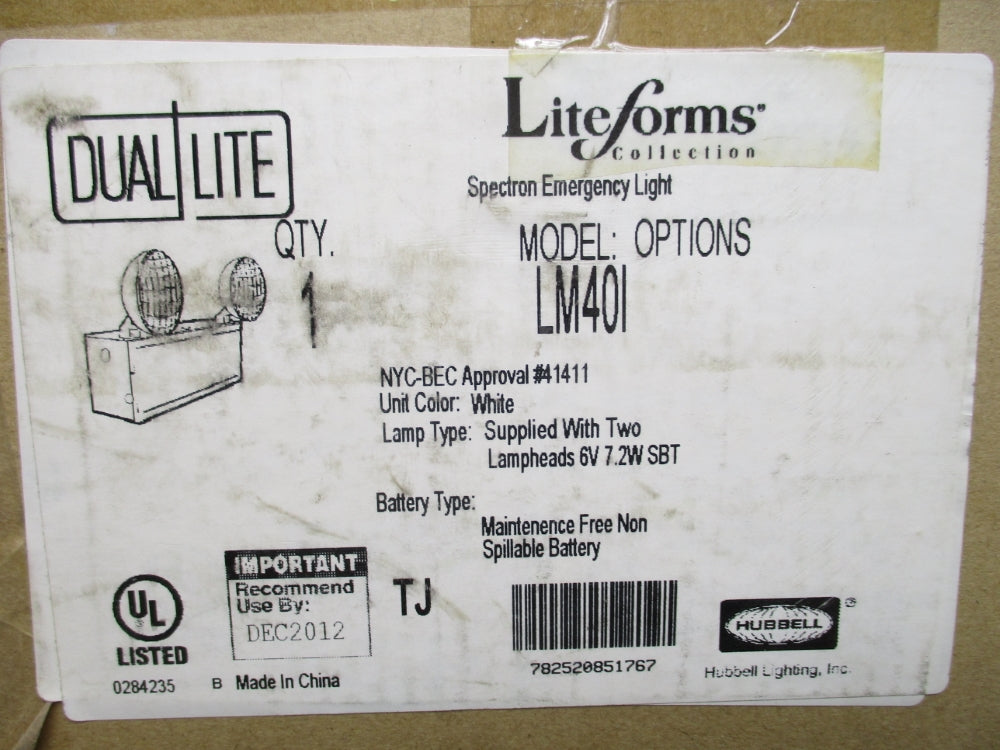 DUAL LITE
Liteforms
Collection
Spectron Emergency Light
QTY.
1
MODEL: OPTIONS
LM40I
NYC-BEC Approval #41411
Unit Color: White
Lamp Type: Supplied With Two
Lampheads 6V 7.2W SBT
Battery Type:
Maintenence Free Non
Spillable Battery
UL
LISTED
0284235
B Made In China
IMPORTANT
Recommend
Use By:
DEC2012
TJ
782520851767
HUBBELL
Hubbell Lighting, Inc.